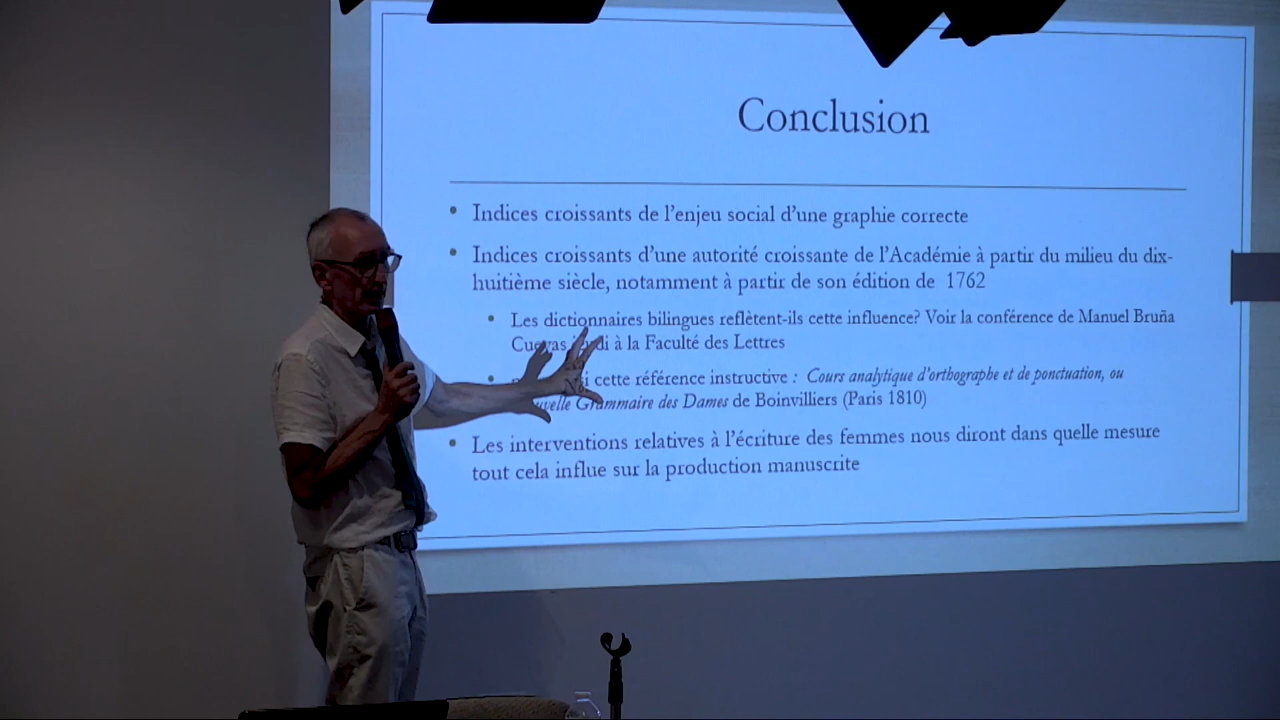 Conclusion
Indices croissants de l'enjeu social d'une graphie correcte
Indices croissants d'une autorité croissante de l'Académie à partir du milieu du dix-
huitième siècle, notamment à partir de son édition de 1762
Les dictionnaires bilingues reflètent-ils cette influence? Voir la conférence de Manuel Bruña
Cuevas à la Faculté des Lettres
cette référence instructive : Cours analytique d'orthographe et de ponctuation, ou
Grammaire des Dames de Boinvilliers (Paris 1810)
Les interventions relatives à l'écriture des femmes nous diront dans quelle mesure
tout cela influe sur la production manuscrite